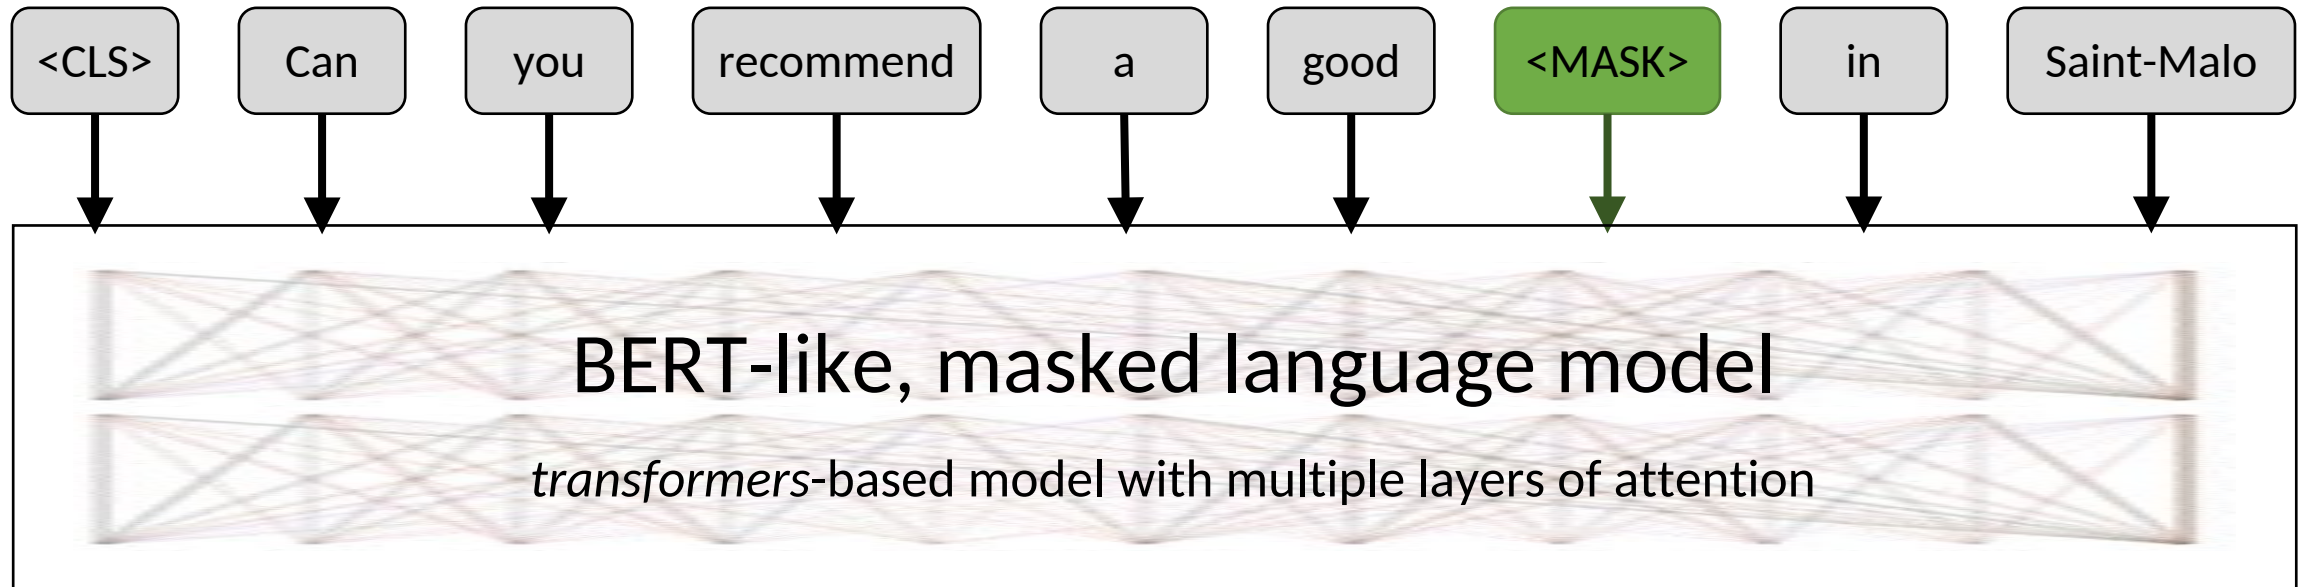 <CLS> Can you recommend a good <MASK> in Saint-Malo
BERT-like, masked language model
transformers-based model with multiple layers of attention